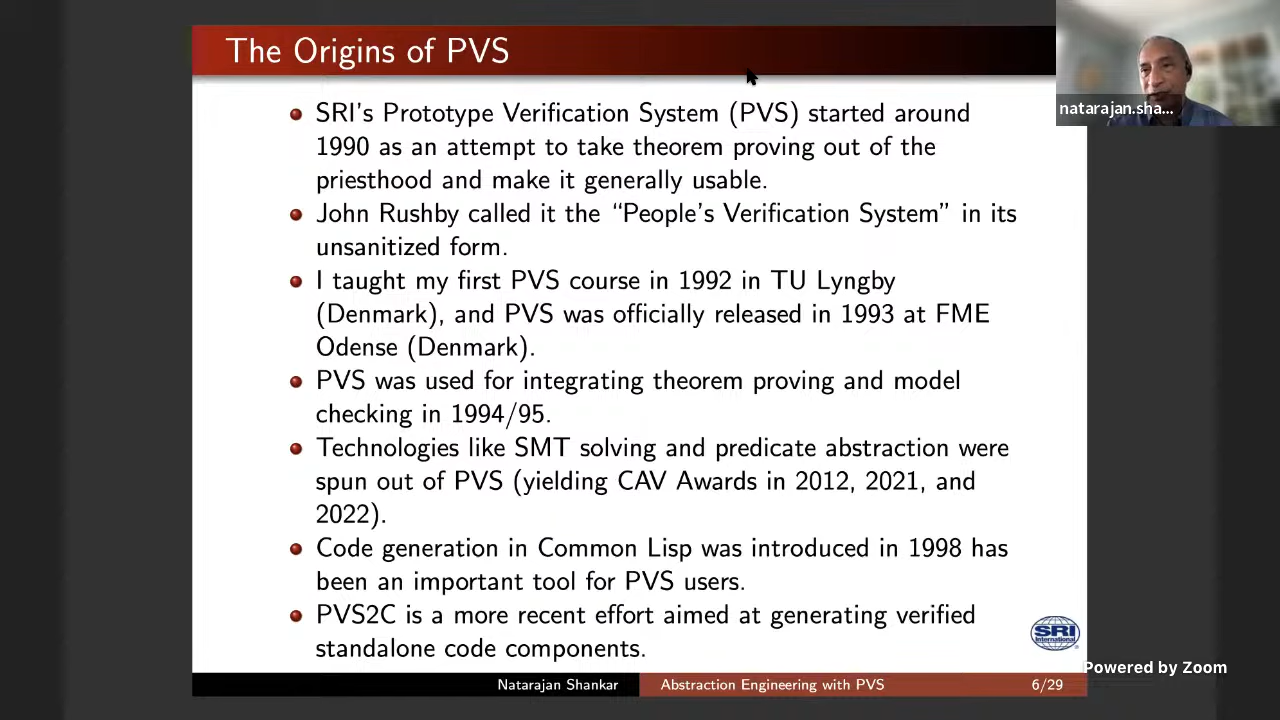 The Origins of PVS
natarajan.sha...
SRI's Prototype Verification System (PVS) started around
1990 as an attempt to take theorem proving out of the
priesthood and make it generally usable.
John Rushby called it the “People's Verification System” in its
unsanitized form.
I taught my first PVS course in 1992 in TU Lyngby
(Denmark), and PVS was officially released in 1993 at FME
Odense (Denmark).
PVS was used for integrating theorem proving and model
checking in 1994/95.
Technologies like SMT solving and predicate abstraction were
spun out of PVS (yielding CAV Awards in 2012, 2021, and
2022).
Code generation in Common Lisp was introduced in 1998 has
been an important tool for PVS users.
PVS2C is a more recent effort aimed at generating verified
standalone code components.
SRI
International
Powered by Zoom
Natarajan Shankar
Abstraction Engineering with PVS
6/29